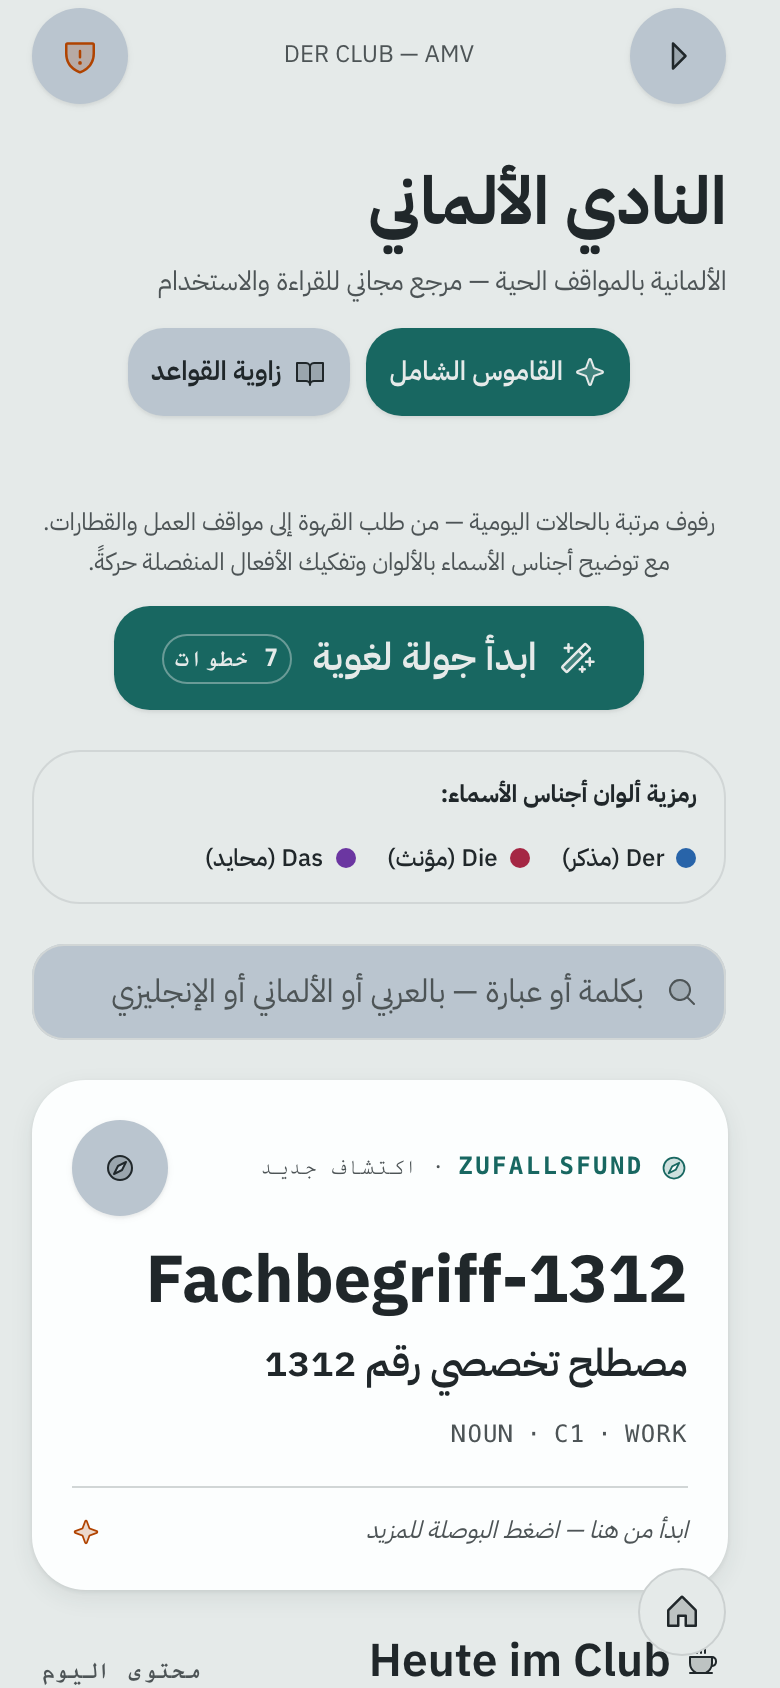 DER CLUB — AMV
النادي الألماني
الألمانية بالمواقف الحية — مرجع مجاني للقراءة والاستخدام
القاموس الشامل
زاوية القواعد
رفوف مرتبة بالحالات اليومية — من طلب القهوة إلى مواقف العمل والقطارات.
مع توضيح أجناس الأسماء بالألوان وتفكيك الأفعال المنفصلة حركةً.
ابدأ جولة لغوية 7 خطوات
رمزية ألوان أجناس الأسماء:
Der (مذكر) Die (مؤنث) Das (محايد)
بكلمة أو عبارة — بالعربي أو الألماني أو الإنجليزي
ZUFALLSFUND · اكتشاف جديد
Fachbegriff-1312
مصطلح تخصصي رقم 1312
NOUN · C1 · WORK
ابدأ من هنا — اضغط البوصلة للمزيد
Heute im Club
محتوى اليوم